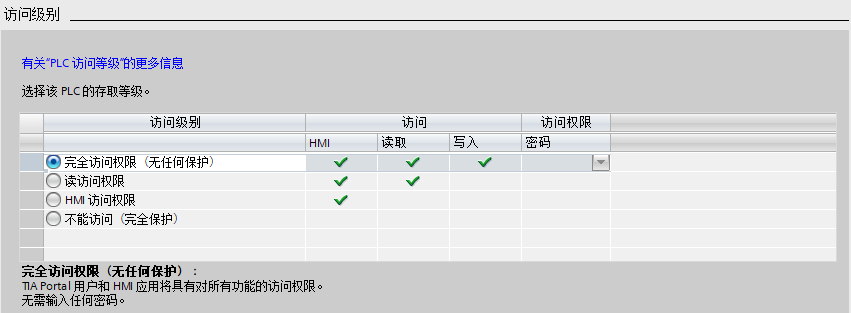 访问级别
有关“PLC 访问等级”的更多信息
选择该 PLC 的存取等级。
访问级别 访问 访问权限
HMI 读取 写入 密码
完全访问权限（无任何保护）
读访问权限
HMI 访问权限
不能访问（完全保护）
完全访问权限（无任何保护）：
TIA Portal 用户和 HMI 应用将具有对所有功能的访问权限。
无需输入任何密码。